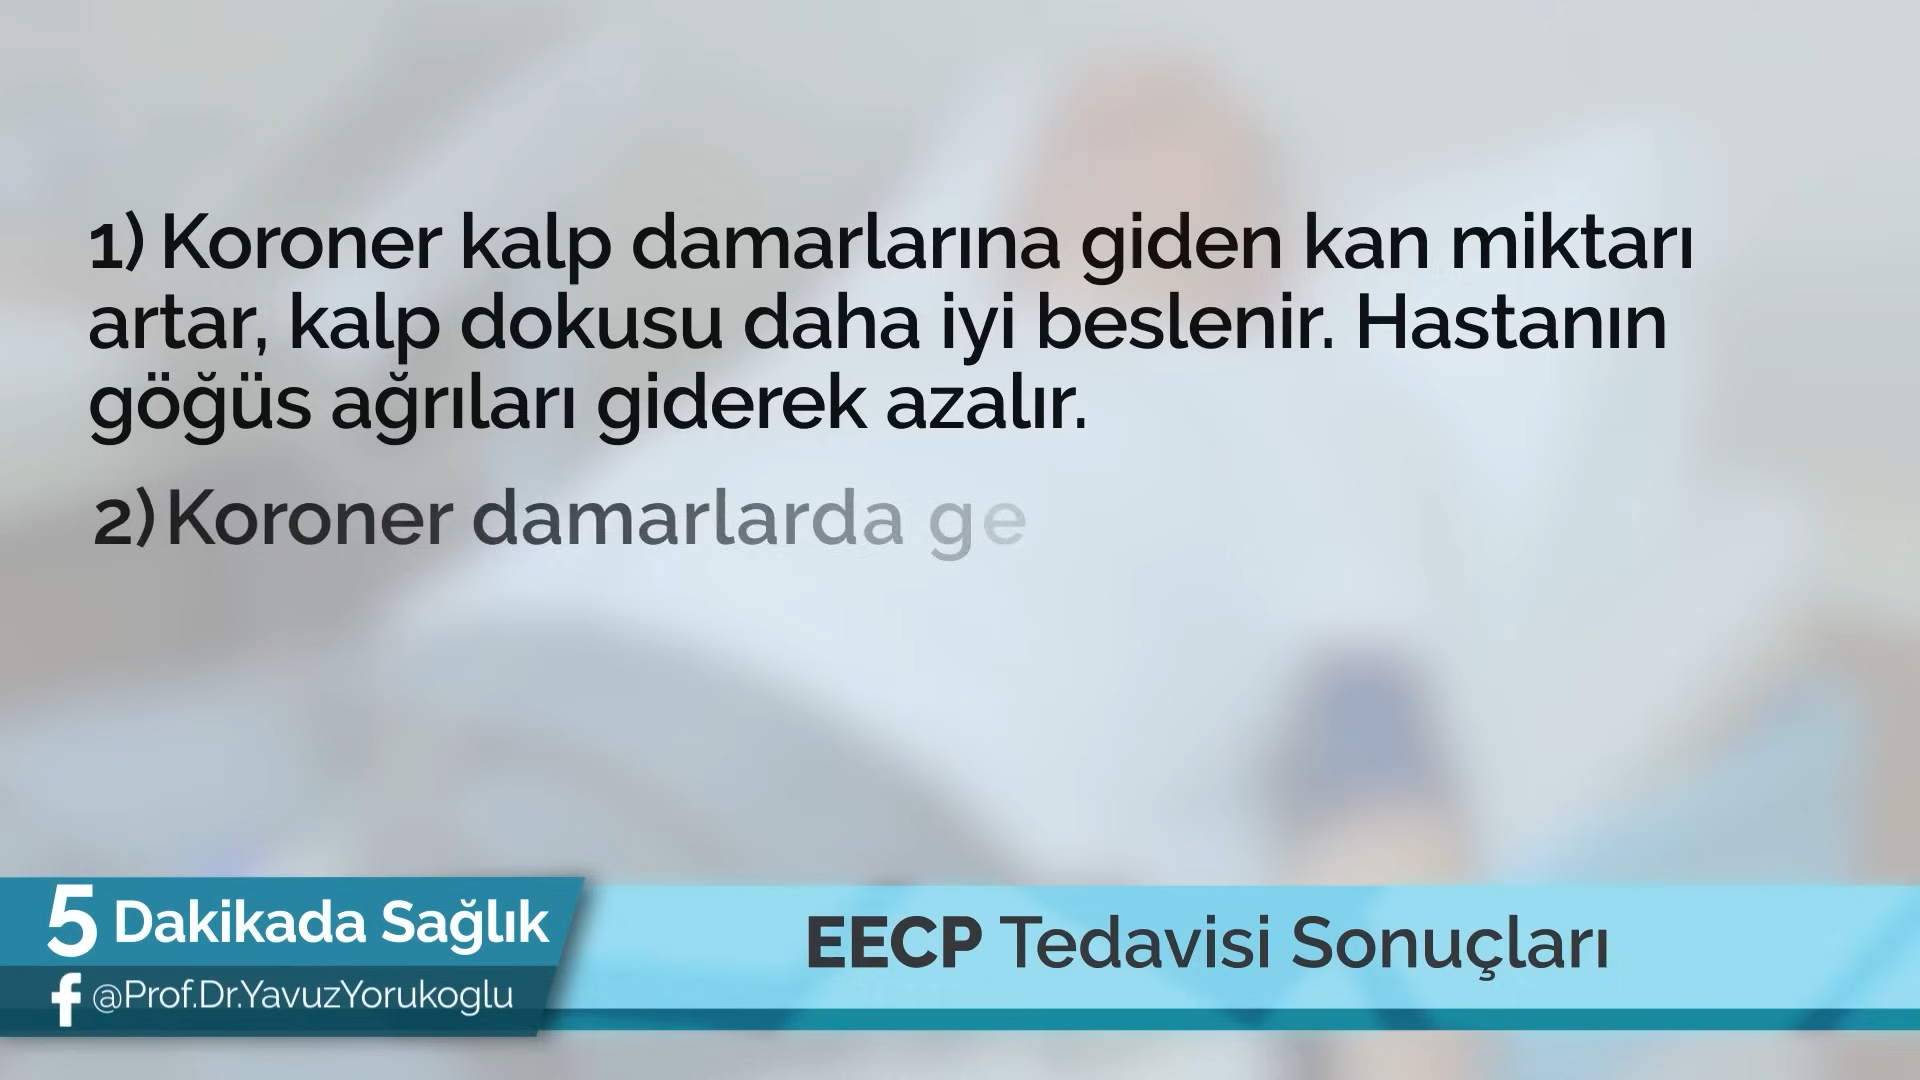 1) Koroner kalp damarlarına giden kan miktarı
artar, kalp dokusu daha iyi beslenir. Hastanın
göğüs ağrıları giderek azalır.
2) Koroner damarlarda ge
5 Dakikada Sağlık
@Prof.Dr.YavuzYorukoglu
EECP Tedavisi Sonuçları